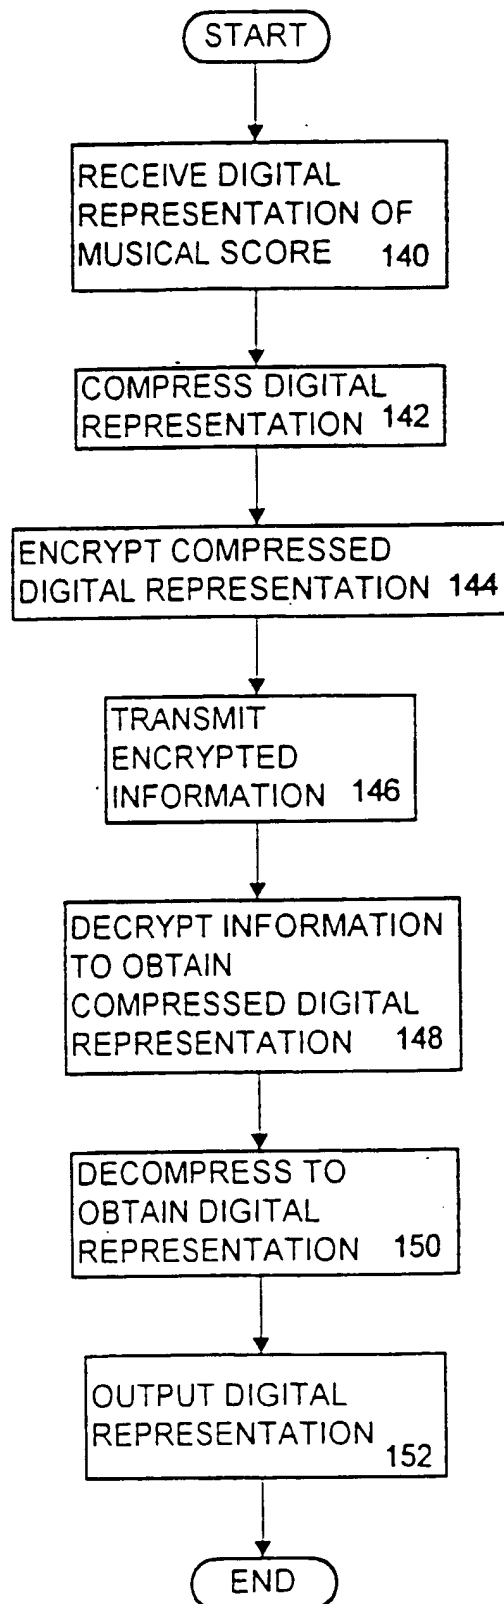 START
RECEIVE DIGITAL
REPRESENTATION OF
MUSICAL SCORE 140
COMPRESS DIGITAL
REPRESENTATION 142
ENCRYPT COMPRESSED
DIGITAL REPRESENTATION 144
TRANSMIT
ENCRYPTED
INFORMATION 146
DECRYPT INFORMATION
TO OBTAIN
COMPRESSED DIGITAL
REPRESENTATION 148
DECOMPRESS TO
OBTAIN DIGITAL
REPRESENTATION 150
OUTPUT DIGITAL
REPRESENTATION
152
END